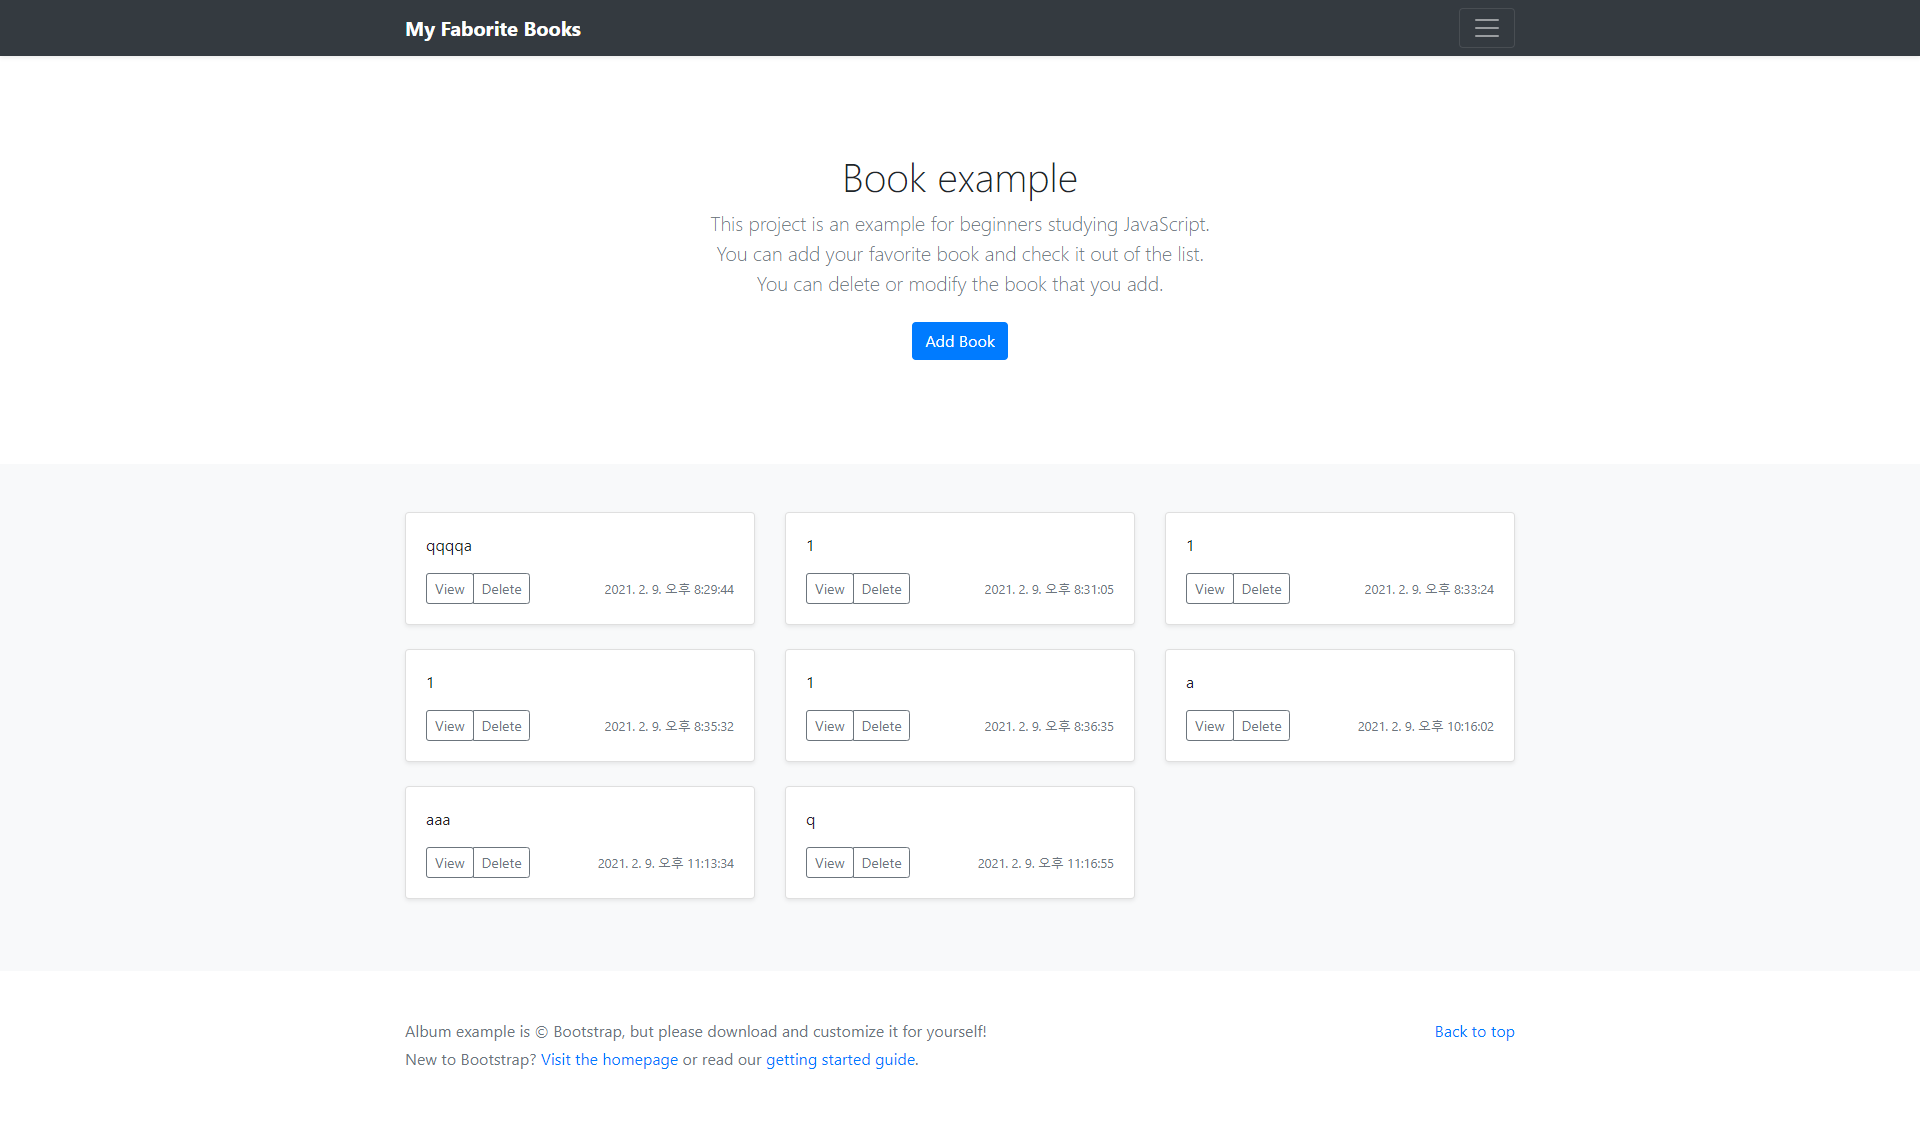 My Faborite Books
Book example
This project is an example for beginners studying JavaScript.
You can add your favorite book and check it out of the list.
You can delete or modify the book that you add.
Add Book
qqqqa
View Delete 2021. 2. 9. 오후 8:29:44
1
View Delete 2021. 2. 9. 오후 8:31:05
1
View Delete 2021. 2. 9. 오후 8:33:24
1
View Delete 2021. 2. 9. 오후 8:35:32
1
View Delete 2021. 2. 9. 오후 8:36:35
a
View Delete 2021. 2. 9. 오후 10:16:02
aaa
View Delete 2021. 2. 9. 오후 11:13:34
q
View Delete 2021. 2. 9. 오후 11:16:55
Album example is © Bootstrap, but please download and customize it for yourself!
Back to top
New to Bootstrap? Visit the homepage or read our getting started guide.